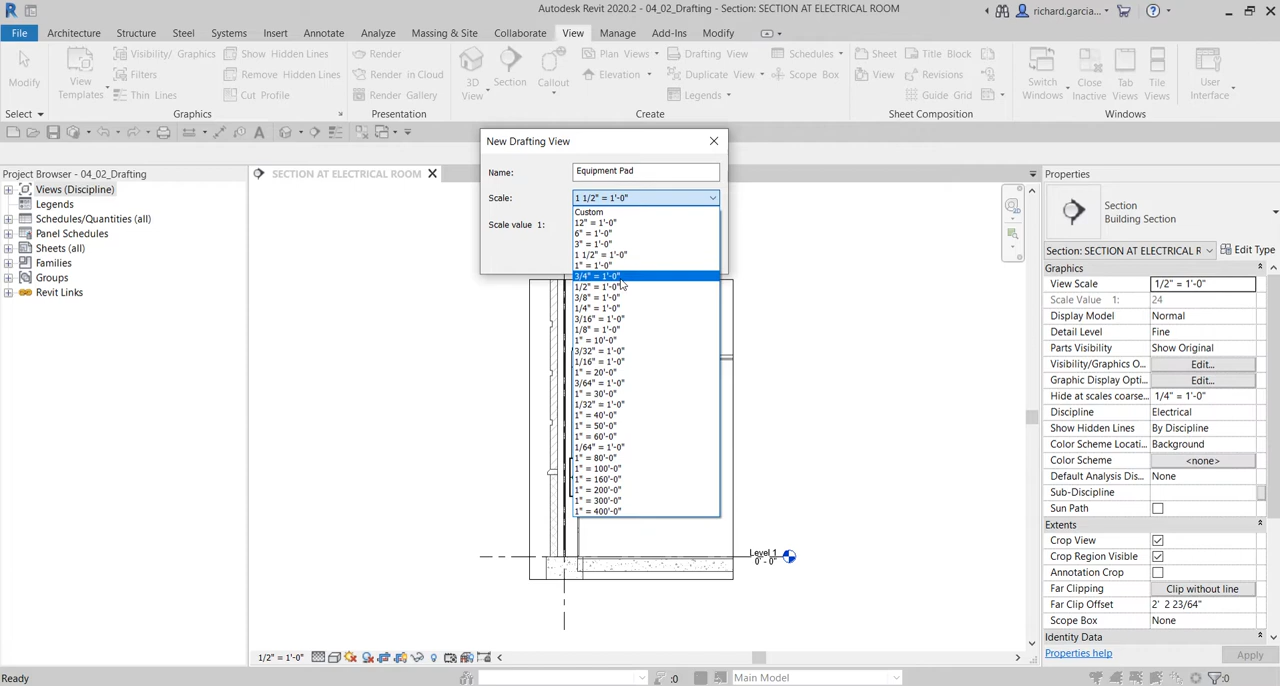 Autodesk Revit 2020.2 - 04_02_Drafting - Section: SECTION AT ELECTRICAL ROOM
richard.garcia...
File Architecture Structure Steel Systems Insert Annotate Analyze Massing & Site Collaborate View Manage Add-Ins Modify
Modify
Select
View
Templates
Visibility/ Graphics
Filters
Thin Lines
Show Hidden Lines
Remove Hidden Lines
Cut Profile
Graphics
Render
Render in Cloud
Render Gallery
Presentation
3D
View
Section
Callout
Plan Views
Elevation
Drafting View
Duplicate View
Legends
Schedules
Scope Box
Create
Sheet
View
Title Block
Revisions
Guide Grid
Sheet Composition
Switch
Windows
Close
Inactive
Tab
Views
Tile
Views
Windows
User
Interface
Project Browser - 04_02_Drafting
Views (Discipline)
Legends
Schedules/Quantities (all)
Panel Schedules
Sheets (all)
Families
Groups
Revit Links
SECTION AT ELECTRICAL ROOM
New Drafting View
Name:
Equipment Pad
Scale:
1 1/2" = 1'-0"
Scale value 1:
Custom
12" = 1'-0"
6" = 1'-0"
3" = 1'-0"
1 1/2" = 1'-0"
1" = 1'-0"
3/4" = 1'-0"
1/2" = 1'-0"
3/8" = 1'-0"
1/4" = 1'-0"
3/16" = 1'-0"
1/8" = 1'-0"
1" = 10'-0"
3/32" = 1'-0"
1/16" = 1'-0"
1" = 20'-0"
3/64" = 1'-0"
1" = 30'-0"
1/32" = 1'-0"
1" = 40'-0"
1" = 50'-0"
1" = 60'-0"
1/64" = 1'-0"
1" = 80'-0"
1" = 100'-0"
1" = 160'-0"
1" = 200'-0"
1" = 300'-0"
1" = 400'-0"
Level 1
0' - 0"
Properties
Section
Building Section
Section: SECTION AT ELECTRICAL R Edit Type
Graphics
View Scale 1/2" = 1'-0"
Scale Value 1: 24
Display Model Normal
Detail Level Fine
Parts Visibility Show Original
Visibility/Graphics O... Edit...
Graphic Display Opti... Edit...
Hide at scales coarse... 1/4" = 1'-0"
Discipline Electrical
Show Hidden Lines By Discipline
Color Scheme Locati... Background
Color Scheme <none>
Default Analysis Dis... None
Sub-Discipline
Sun Path
Extents
Crop View
Crop Region Visible
Annotation Crop
Far Clipping Clip without line
Far Clip Offset 2' 2 23/64"
Scope Box None
Identity Data
Properties help Apply
1/2" = 1'-0"
Ready
:0
Main Model
:0